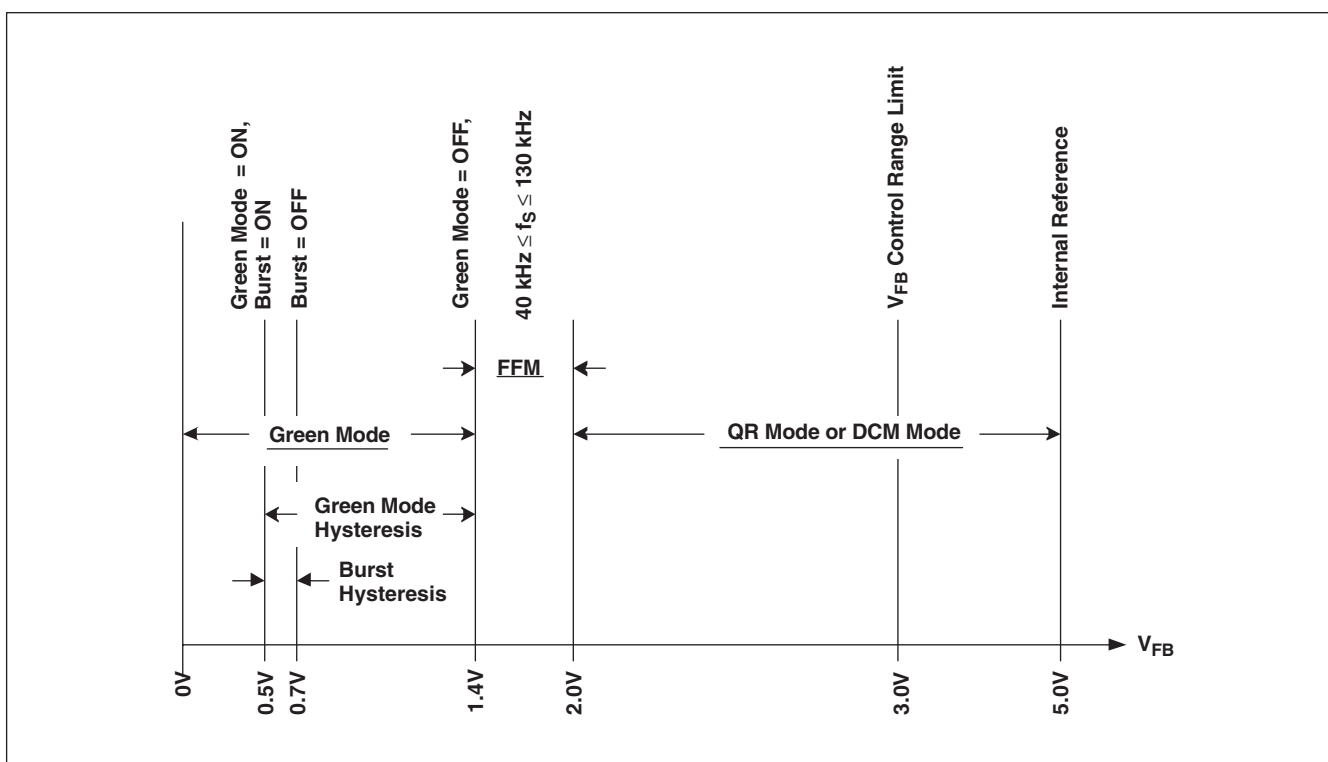 Green Mode = ON,
Burst = ON
Burst = OFF
Green Mode = OFF,
40 kHz ≤ fS ≤ 130 kHz
VFB Control Range Limit
Internal Reference
FFM
Green Mode
QR Mode or DCM Mode
Green Mode
Hysteresis
Burst
Hysteresis
VFB
0V
0.5V
0.7V
1.4V
2.0V
3.0V
5.0V